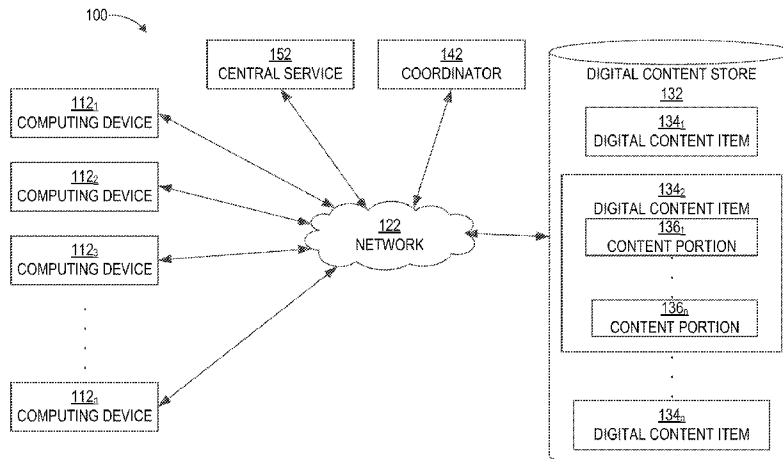 100
152
CENTRAL SERVICE
142
COORDINATOR
DIGITAL CONTENT STORE
132
134₁
DIGITAL CONTENT ITEM
134₂
DIGITAL CONTENT ITEM
136₁
CONTENT PORTION
136ₙ
CONTENT PORTION
134ₙ
DIGITAL CONTENT ITEM
112₁
COMPUTING DEVICE
112₂
COMPUTING DEVICE
112₃
COMPUTING DEVICE
112ₙ
COMPUTING DEVICE
122
NETWORK